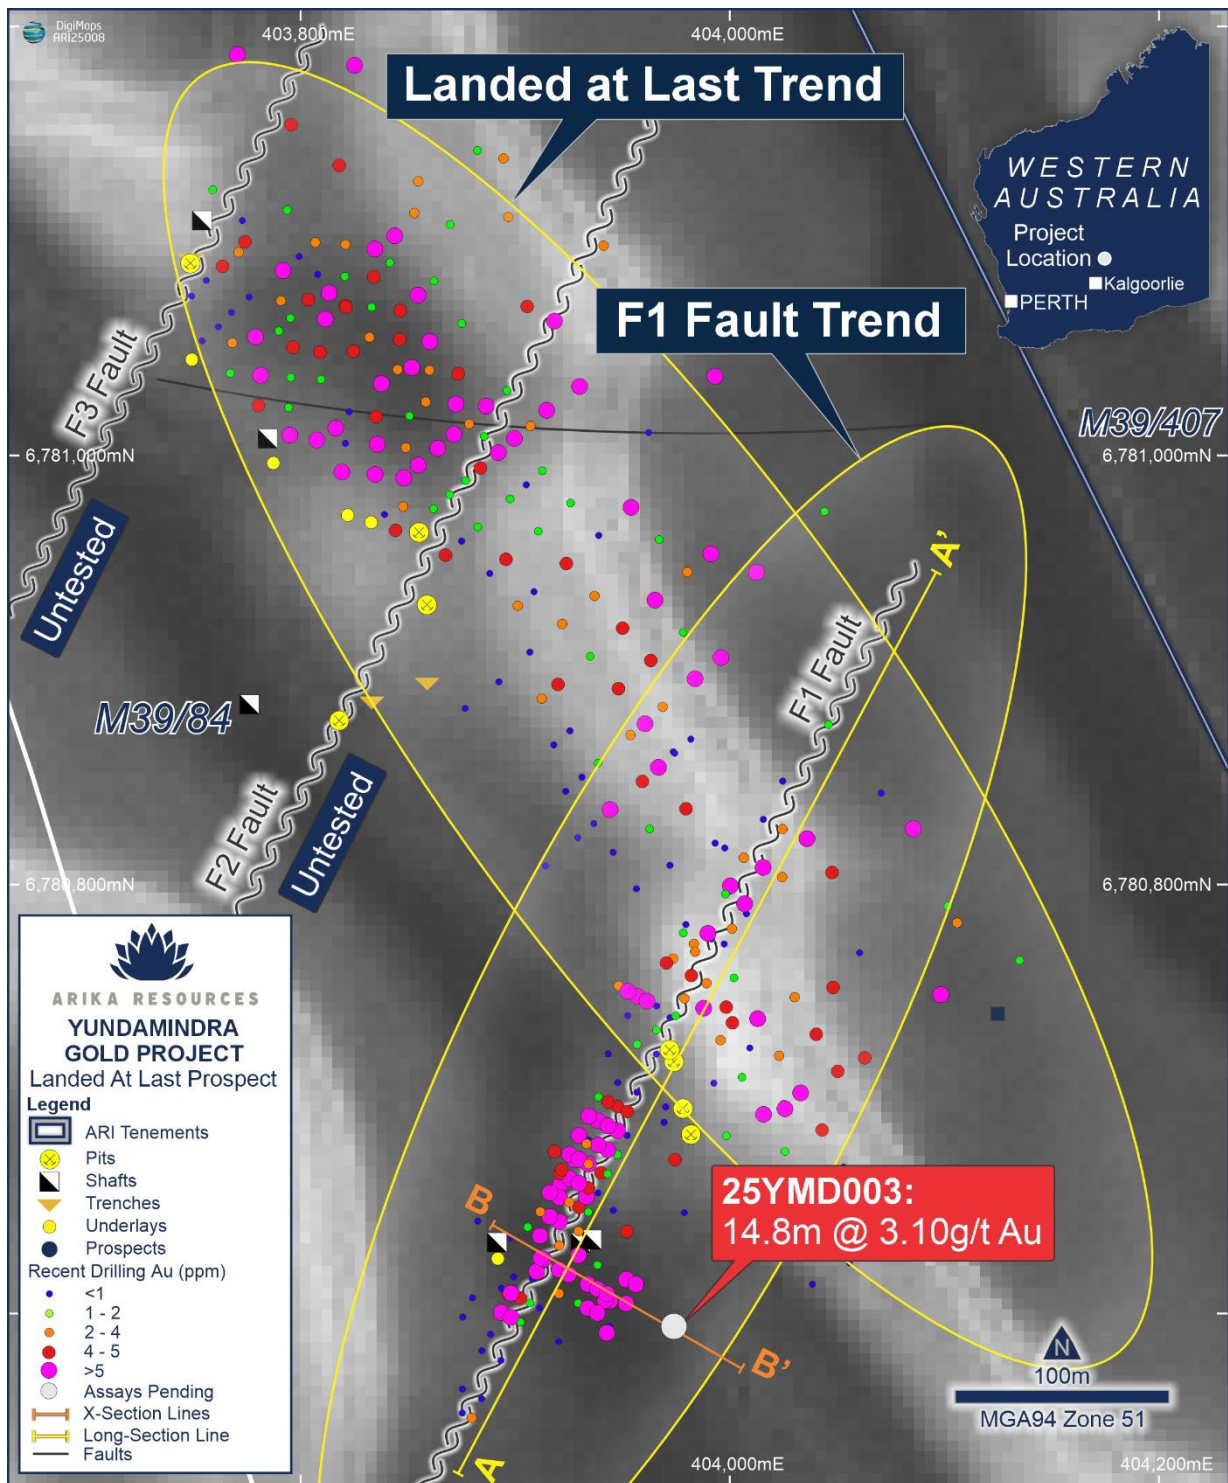 DigiMaps
ARI25008
403,800mE
404,000mE
Landed at Last Trend
WESTERN
AUSTRALIA
Project
Location
Kalgoorlie
PERTH
F1 Fault Trend
F3 Fault
M39/407
6,781,000mN
6,781,000mN
Untested
A'
F1 Fault
M39/84
F2 Fault
Untested
6,780,800mN
6,780,800mN
ARIKA RESOURCES
YUNDAMINDRA
GOLD PROJECT
Landed At Last Prospect
Legend
ARI Tenements
Pits
Shafts
Trenches
Underlays
Prospects
Recent Drilling Au (ppm)
<1
1 - 2
2 - 4
4 - 5
>5
Assays Pending
X-Section Lines
Long-Section Line
Faults
B
25YMD003:
14.8m @ 3.10g/t Au
B'
N
100m
MGA94 Zone 51
A
404,000mE
404,200mE